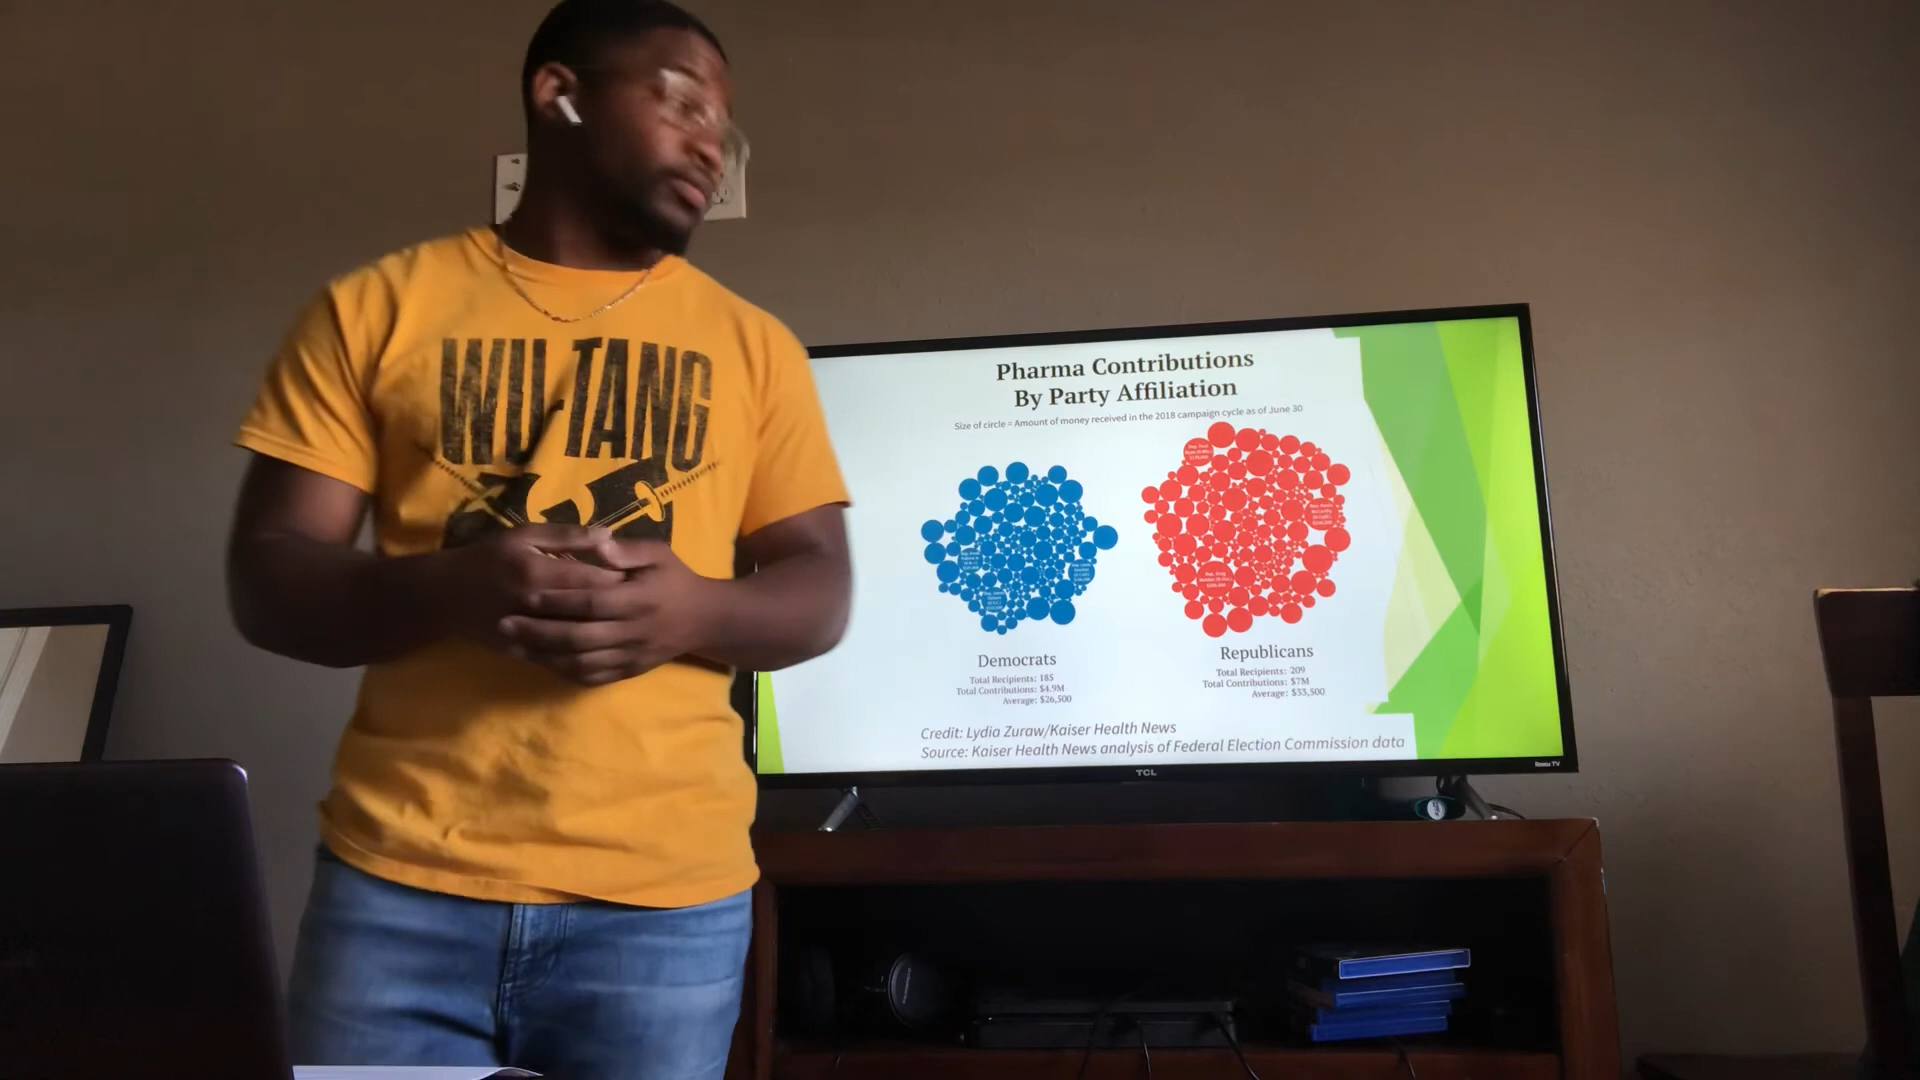 WU-TANG
Pharma Contributions
By Party Affiliation
Size of circle = Amount of money received in the 2018 campaign cycle as of June 30
Democrats
Total Recipients: 185
Total Contributions: $4.9M
Average: $26,500
Republicans
Total Recipients: 209
Total Contributions: $7M
Average: $33,500
Credit: Lydia Zuraw/Kaiser Health News
Source: Kaiser Health News analysis of Federal Election Commission data
TCL
Roku TV